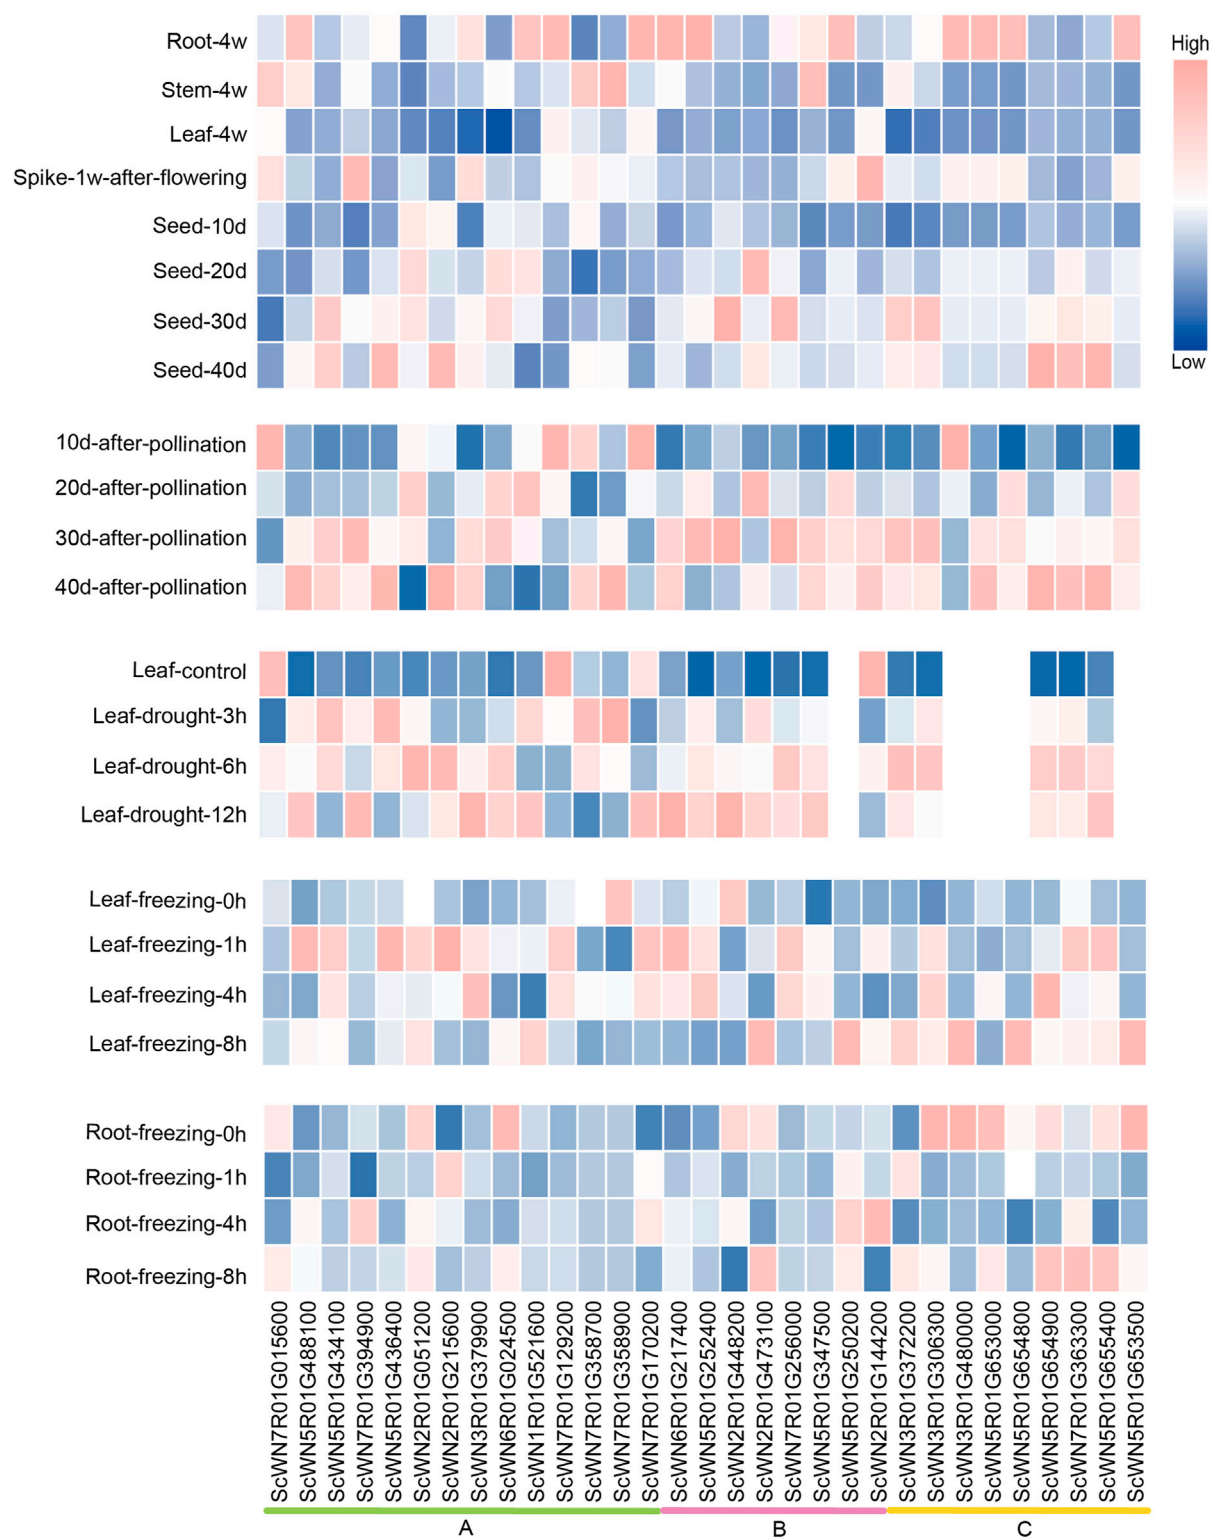 High
Low
Root-4w
Stem-4w
Leaf-4w
Spike-1w-after-flowering
Seed-10d
Seed-20d
Seed-30d
Seed-40d
10d-after-pollination
20d-after-pollination
30d-after-pollination
40d-after-pollination
Leaf-control
Leaf-drought-3h
Leaf-drought-6h
Leaf-drought-12h
Leaf-freezing-0h
Leaf-freezing-1h
Leaf-freezing-4h
Leaf-freezing-8h
Root-freezing-0h
Root-freezing-1h
Root-freezing-4h
Root-freezing-8h
ScWN7R01G015600
ScWN5R01G488100
ScWN5R01G434100
ScWN7R01G394900
ScWN5R01G436400
ScWN2R01G051200
ScWN2R01G215600
ScWN3R01G379900
ScWN6R01G024500
ScWN1R01G521600
ScWN7R01G129200
ScWN7R01G358700
ScWN7R01G358900
ScWN7R01G170200
ScWN6R01G217400
ScWN5R01G252400
ScWN2R01G448200
ScWN2R01G473100
ScWN7R01G256000
ScWN5R01G347500
ScWN5R01G250200
ScWN2R01G144200
ScWN3R01G372200
ScWN3R01G306300
ScWN3R01G480000
ScWN5R01G653000
ScWN5R01G654800
ScWN5R01G654900
ScWN7R01G363300
ScWN5R01G655400
ScWN5R01G653500
A
B
C